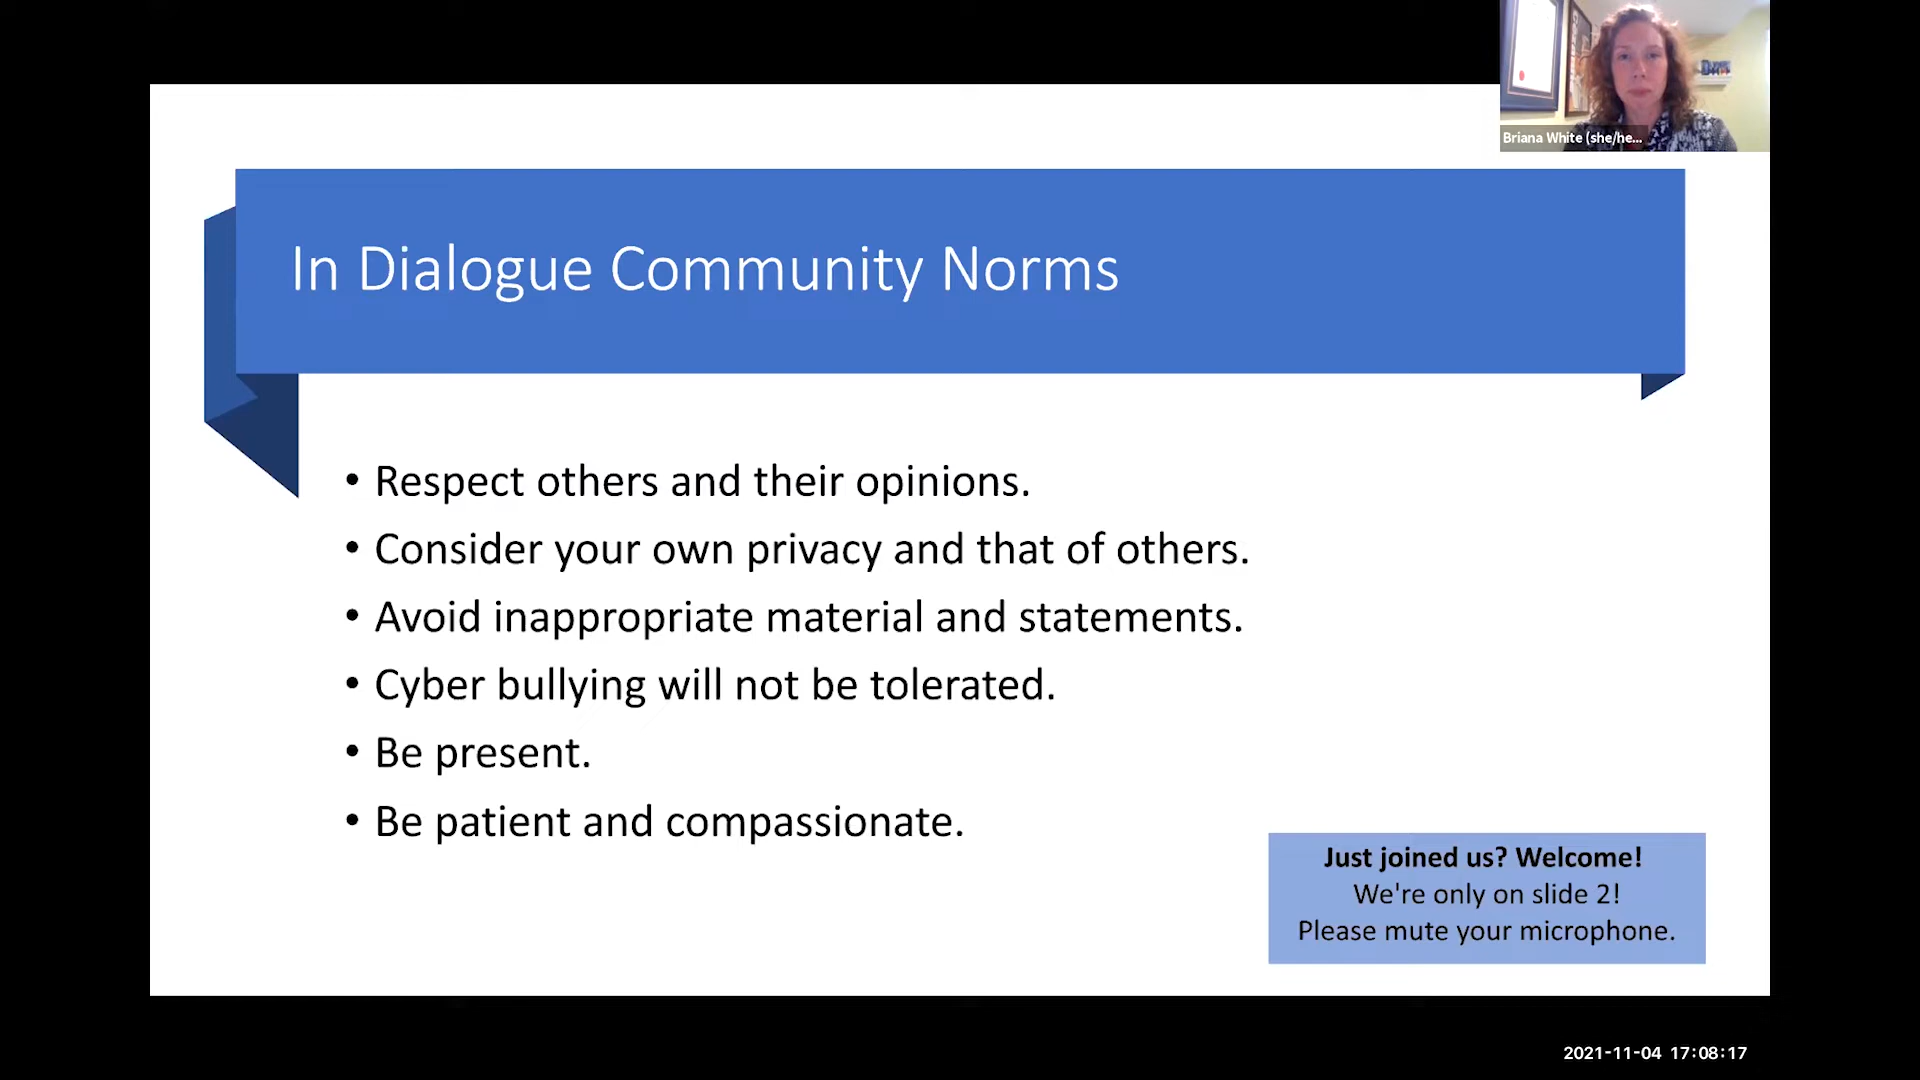 Briana White (she/he...
In Dialogue Community Norms
• Respect others and their opinions.
• Consider your own privacy and that of others.
• Avoid inappropriate material and statements.
• Cyber bullying will not be tolerated.
• Be present.
• Be patient and compassionate.
Just joined us? Welcome!
We're only on slide 2!
Please mute your microphone.
2021-11-04 17:08:17